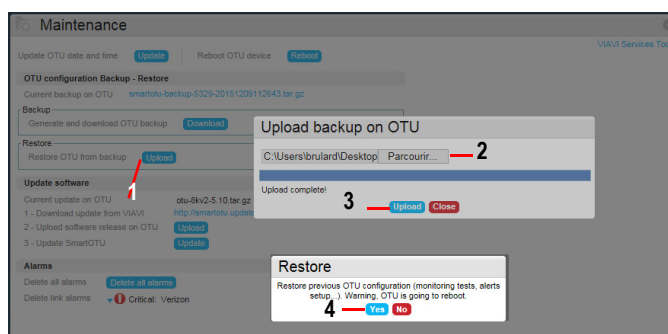 Maintenance
VIAVI Services Too
Update OTU date and time Update Reboot OTU device Reboot
OTU configuration Backup - Restore
Current backup on OTU smartotu-backup-5329-20151209112643.tar.gz
Backup
Generate and download OTU backup Download
Restore
Restore OTU from backup Upload
1
Upload backup on OTU
C:\Users\brulard\Desktop Parcourir... 2
Upload complete!
3 Upload Close
Update software
Current update on OTU otu-8kv2-5.10.tar.gz
1 - Download update from VIAVI http://smartotu.update
2 - Upload software release on OTU Upload
3 - Update SmartOTU Update
Alarms
Delete all alarms Delete all alarms
Delete link alarms Critical: Verizon
Restore
Restore previous OTU configuration (monitoring tests, alerts
setup...). Warning, OTU is going to reboot.
4 Yes No